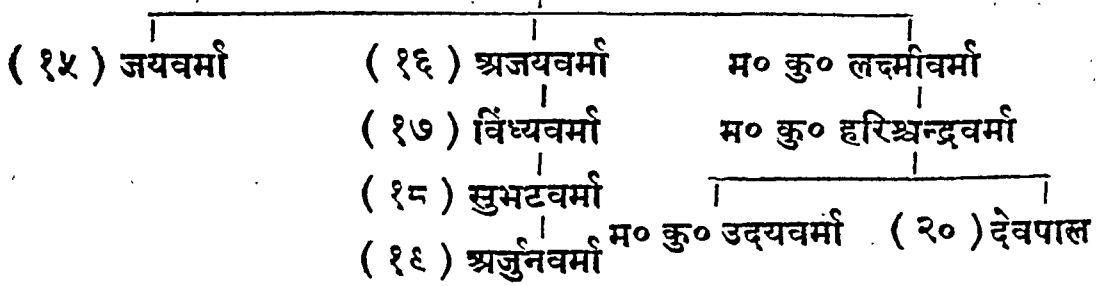 ( १५ ) जयवर्मा ( १६ ) अजयवर्मा म० कु० लक्ष्मीवर्मा
( १७ ) विंध्यवर्मा म० कु० हरिश्चन्द्रवर्मा
( १८ ) सुभटवर्मा
म० कु० उदयवर्मा ( २० ) देवपाल
( १९ ) अर्जुनवर्मा